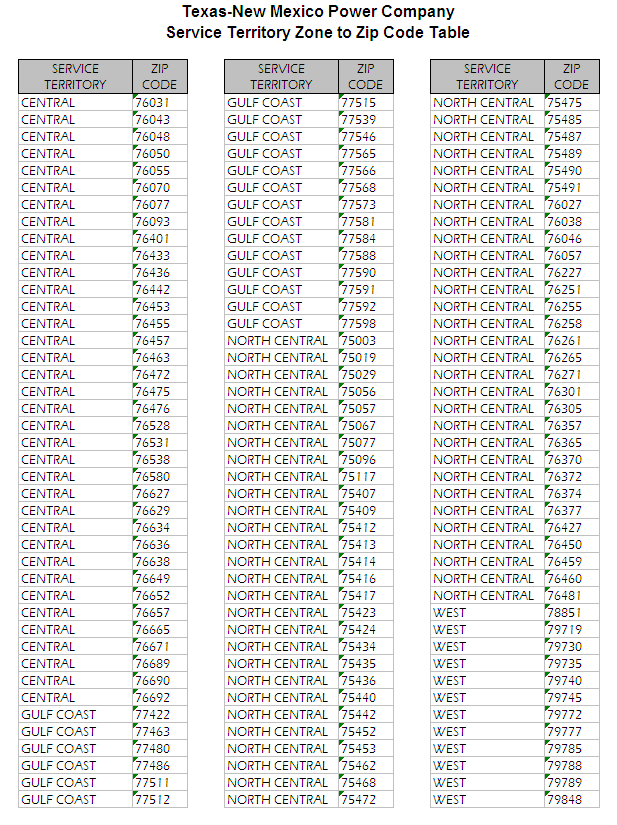 Texas-New Mexico Power Company
Service Territory Zone to Zip Code Table
SERVICE TERRITORY ZIP CODE
CENTRAL 76031
CENTRAL 76043
CENTRAL 76048
CENTRAL 76050
CENTRAL 76055
CENTRAL 76070
CENTRAL 76077
CENTRAL 76093
CENTRAL 76401
CENTRAL 76433
CENTRAL 76436
CENTRAL 76442
CENTRAL 76453
CENTRAL 76455
CENTRAL 76457
CENTRAL 76463
CENTRAL 76472
CENTRAL 76475
CENTRAL 76476
CENTRAL 76528
CENTRAL 76531
CENTRAL 76538
CENTRAL 76580
CENTRAL 76627
CENTRAL 76629
CENTRAL 76634
CENTRAL 76636
CENTRAL 76638
CENTRAL 76649
CENTRAL 76652
CENTRAL 76657
CENTRAL 76665
CENTRAL 76671
CENTRAL 76689
CENTRAL 76690
CENTRAL 76692
GULF COAST 77422
GULF COAST 77463
GULF COAST 77480
GULF COAST 77486
GULF COAST 77511
GULF COAST 77512
SERVICE TERRITORY ZIP CODE
GULF COAST 77515
GULF COAST 77539
GULF COAST 77546
GULF COAST 77565
GULF COAST 77566
GULF COAST 77568
GULF COAST 77573
GULF COAST 77581
GULF COAST 77584
GULF COAST 77588
GULF COAST 77590
GULF COAST 77591
GULF COAST 77592
GULF COAST 77598
NORTH CENTRAL 75003
NORTH CENTRAL 75019
NORTH CENTRAL 75029
NORTH CENTRAL 75056
NORTH CENTRAL 75057
NORTH CENTRAL 75067
NORTH CENTRAL 75077
NORTH CENTRAL 75096
NORTH CENTRAL 75117
NORTH CENTRAL 75407
NORTH CENTRAL 75409
NORTH CENTRAL 75412
NORTH CENTRAL 75413
NORTH CENTRAL 75414
NORTH CENTRAL 75416
NORTH CENTRAL 75417
NORTH CENTRAL 75423
NORTH CENTRAL 75424
NORTH CENTRAL 75434
NORTH CENTRAL 75435
NORTH CENTRAL 75436
NORTH CENTRAL 75440
NORTH CENTRAL 75442
NORTH CENTRAL 75452
NORTH CENTRAL 75453
NORTH CENTRAL 75462
NORTH CENTRAL 75468
NORTH CENTRAL 75472
SERVICE TERRITORY ZIP CODE
NORTH CENTRAL 75475
NORTH CENTRAL 75485
NORTH CENTRAL 75487
NORTH CENTRAL 75489
NORTH CENTRAL 75490
NORTH CENTRAL 75491
NORTH CENTRAL 76027
NORTH CENTRAL 76038
NORTH CENTRAL 76046
NORTH CENTRAL 76057
NORTH CENTRAL 76227
NORTH CENTRAL 76251
NORTH CENTRAL 76255
NORTH CENTRAL 76258
NORTH CENTRAL 76261
NORTH CENTRAL 76265
NORTH CENTRAL 76271
NORTH CENTRAL 76301
NORTH CENTRAL 76305
NORTH CENTRAL 76357
NORTH CENTRAL 76365
NORTH CENTRAL 76370
NORTH CENTRAL 76372
NORTH CENTRAL 76374
NORTH CENTRAL 76377
NORTH CENTRAL 76427
NORTH CENTRAL 76450
NORTH CENTRAL 76459
NORTH CENTRAL 76460
NORTH CENTRAL 76481
WEST 78851
WEST 79719
WEST 79730
WEST 79735
WEST 79740
WEST 79745
WEST 79772
WEST 79777
WEST 79785
WEST 79788
WEST 79789
WEST 79848